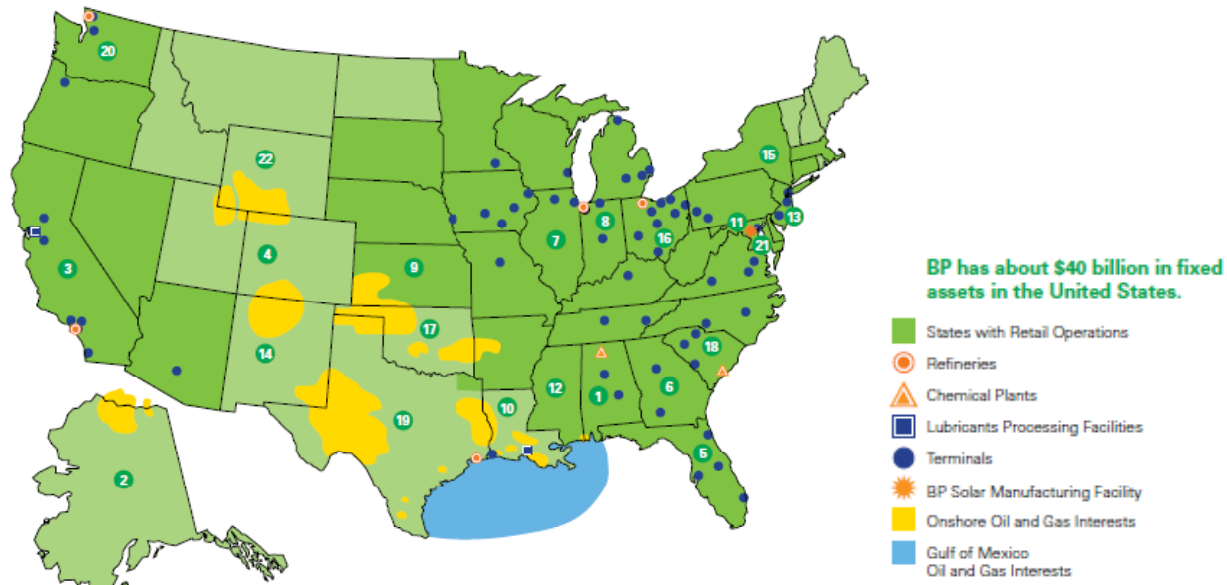 20
22
15
8
11
13
7
16
21
3
4
9
17
14
18
12
1
6
10
19
5
2
BP has about $40 billion in fixed
assets in the United States.
States with Retail Operations
Refineries
Chemical Plants
Lubricants Processing Facilities
Terminals
BP Solar Manufacturing Facility
Onshore Oil and Gas Interests
Gulf of Mexico
Oil and Gas Interests